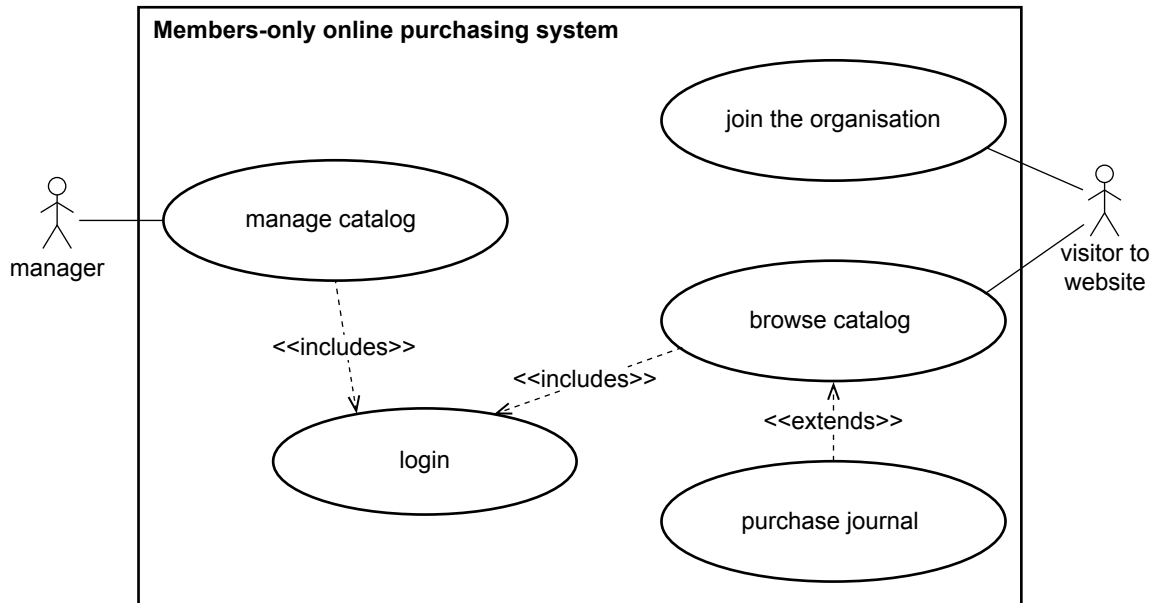 Members-only online purchasing system
join the organisation
manage catalog
manager
visitor to
website
browse catalog
<<includes>>
<<includes>>
<<extends>>
login
purchase journal